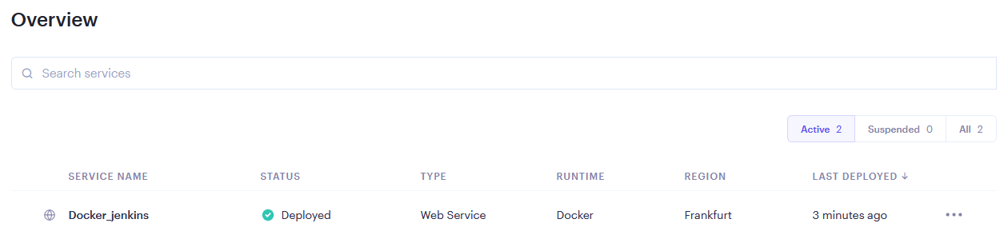 Overview
Search services
Active 2 Suspended 0 All 2
SERVICE NAME STATUS TYPE RUNTIME REGION LAST DEPLOYED ↓
Docker_jenkins Deployed Web Service Docker Frankfurt 3 minutes ago